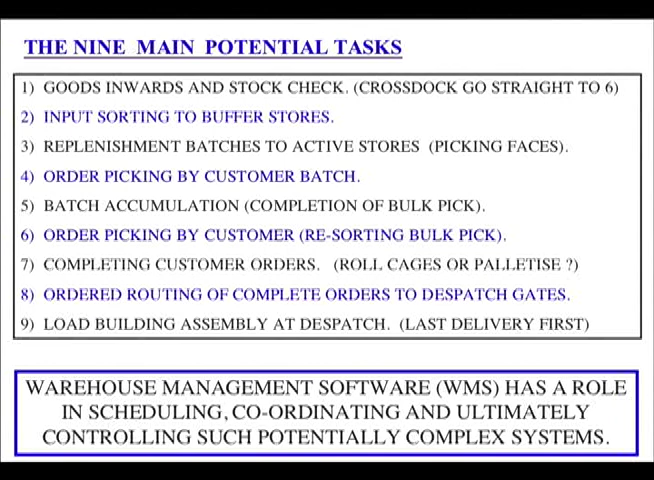 THE NINE MAIN POTENTIAL TASKS
1) GOODS INWARDS AND STOCK CHECK. (CROSSDOCK GO STRAIGHT TO 6)
2) INPUT SORTING TO BUFFER STORES.
3) REPLENISHMENT BATCHES TO ACTIVE STORES (PICKING FACES).
4) ORDER PICKING BY CUSTOMER BATCH.
5) BATCH ACCUMULATION (COMPLETION OF BULK PICK).
6) ORDER PICKING BY CUSTOMER (RE-SORTING BULK PICK).
7) COMPLETING CUSTOMER ORDERS. (ROLL CAGES OR PALLETISE ?)
8) ORDERED ROUTING OF COMPLETE ORDERS TO DESPATCH GATES.
9) LOAD BUILDING ASSEMBLY AT DESPATCH. (LAST DELIVERY FIRST)
WAREHOUSE MANAGEMENT SOFTWARE (WMS) HAS A ROLE
IN SCHEDULING, CO-ORDINATING AND ULTIMATELY
CONTROLLING SUCH POTENTIALLY COMPLEX SYSTEMS.